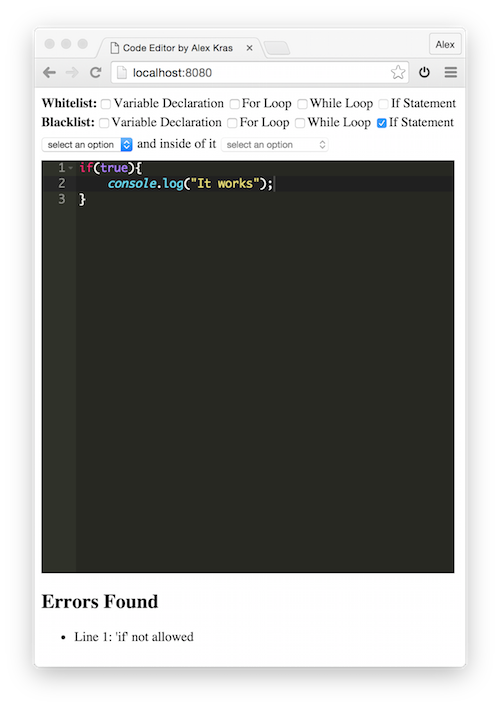 Code Editor by Alex Kras
Alex
localhost:8080
Whitelist: Variable Declaration For Loop While Loop If Statement
Blacklist: Variable Declaration For Loop While Loop If Statement
select an option and inside of it select an option
1 if(true){
2 console.log("It works");
3 }
Errors Found
• Line 1: 'if' not allowed